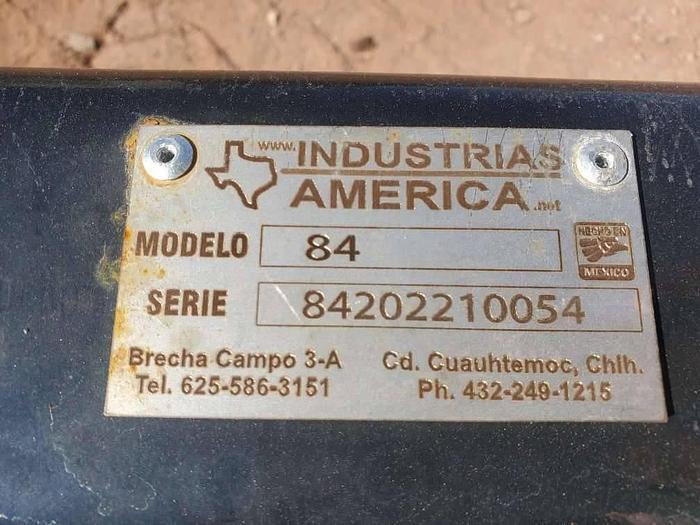 www. INDUSTRIAS
AMERICA .net
MODELO 84
HECHO EN
MEXICO
SERIE 84202210054
Brecha Campo 3-A Cd. Cuauhtemoc, Chih.
Tel. 625-586-3151 Ph. 432-249-1215